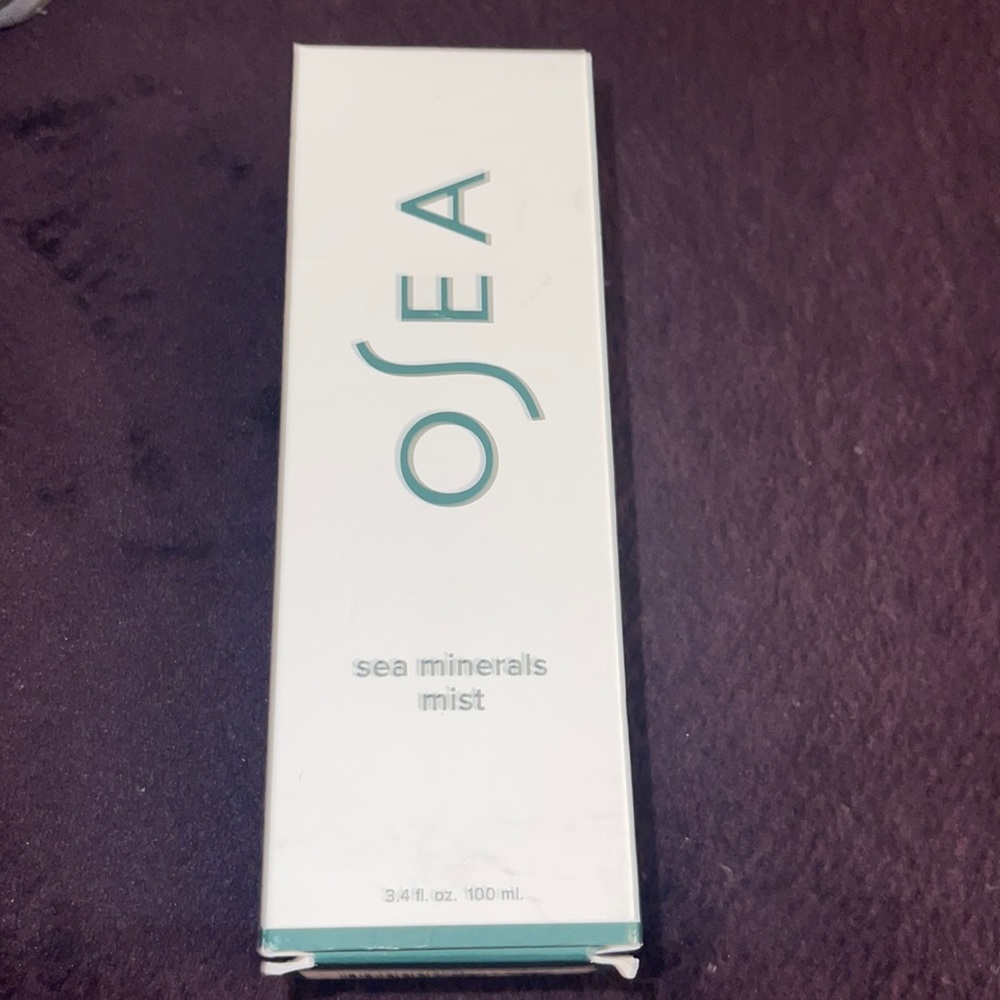 OSEA
sea minerals
mist
3.4 fl. oz. 100 ml.